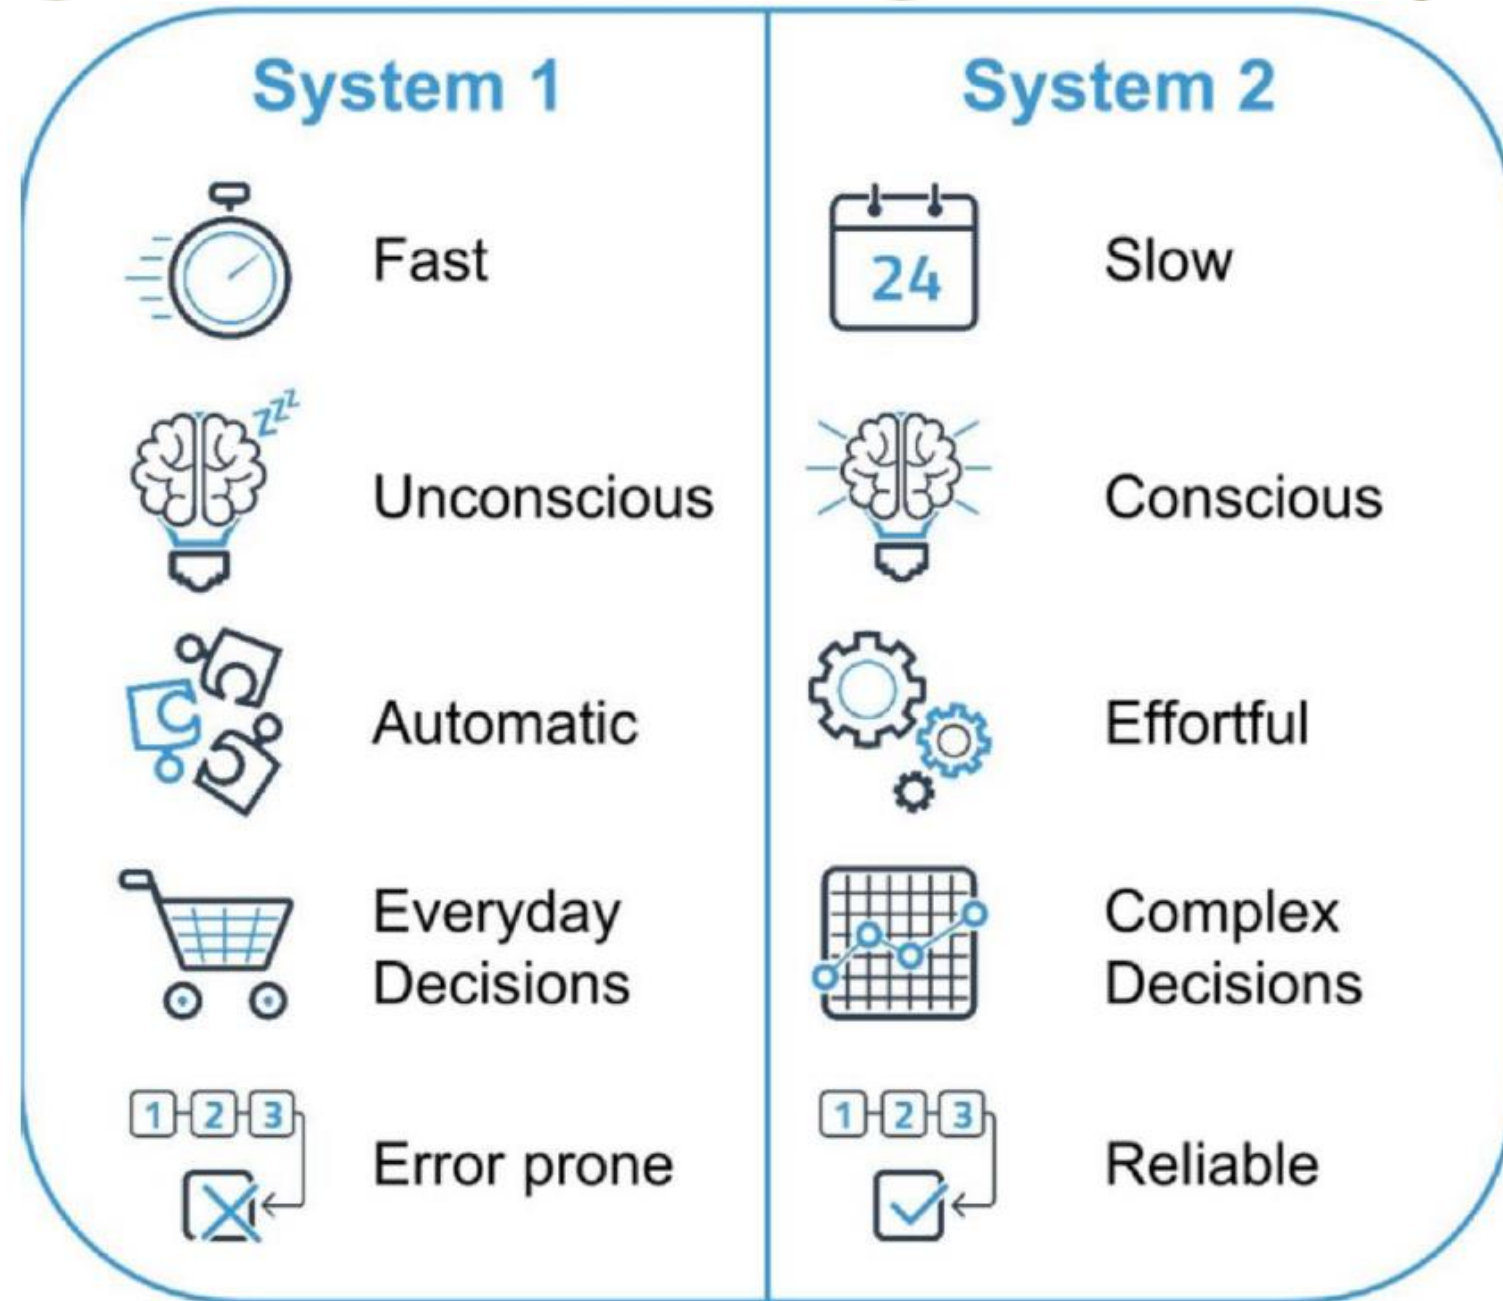 System 1
Fast
zzz
Unconscious
Automatic
Everyday
Decisions
1 2 3
Error prone
System 2
24
Slow
Conscious
Effortful
Complex
Decisions
1 2 3
Reliable